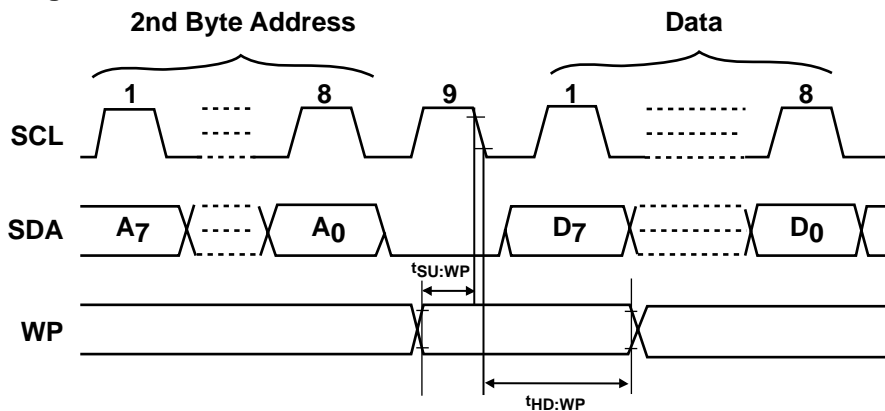 2nd Byte Address Data
1 8 9 1 8
SCL
SDA A7 A0 D7 D0
tSU:WP
WP
tHD:WP